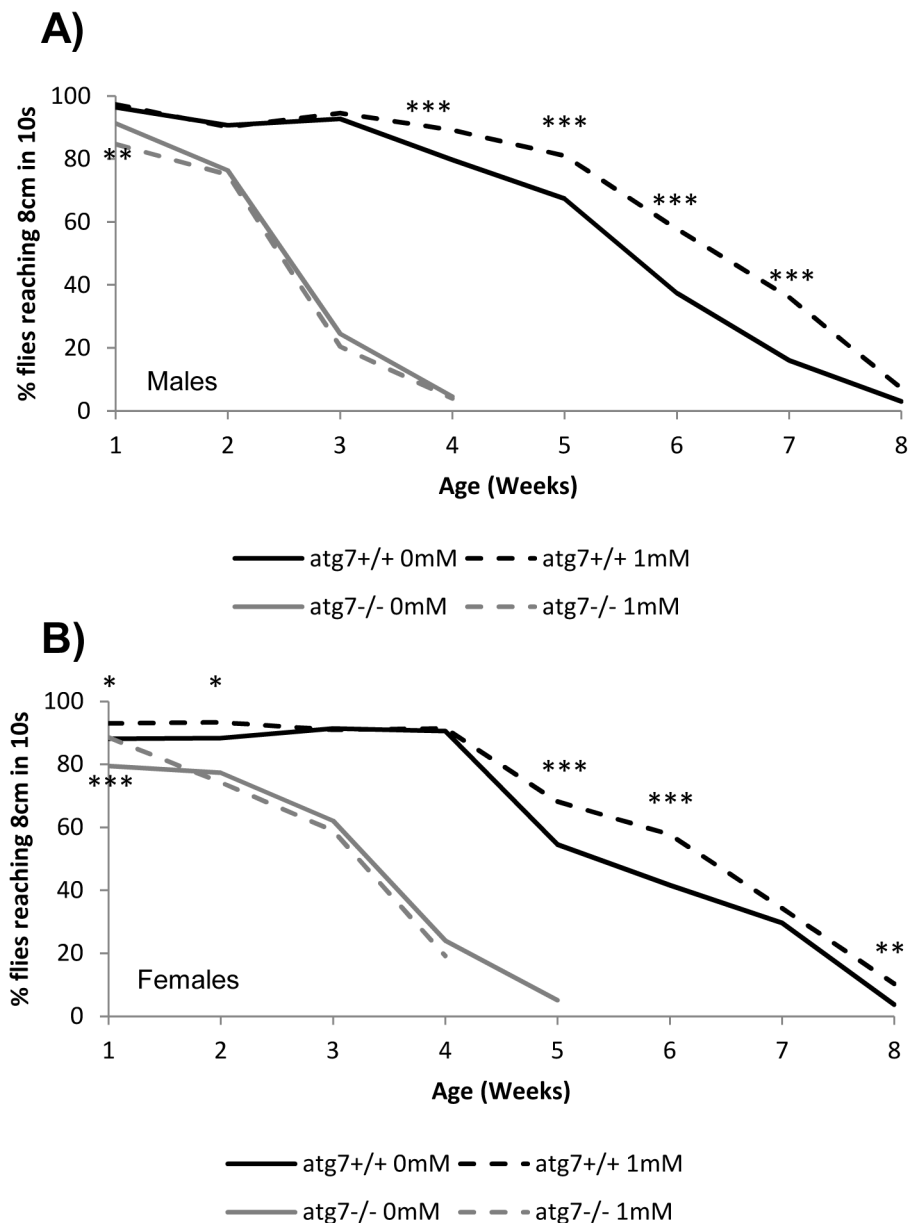 A)
100
80
60
40
20
0
% flies reaching 8cm in 10s
***
***
***
***
**
Males
1 2 3 4 5 6 7 8
Age (Weeks)
atg7+/+ 0mM atg7+/+ 1mM
atg7-/- 0mM atg7-/- 1mM
B)
100
80
60
40
20
0
% flies reaching 8cm in 10s
* *
***
***
***
**
Females
1 2 3 4 5 6 7 8
Age (Weeks)
atg7+/+ 0mM atg7+/+ 1mM
atg7-/- 0mM atg7-/- 1mM